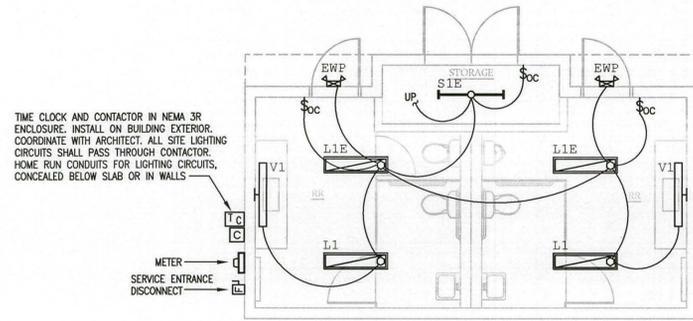 EWP
STORAGE
S1E
$OC
EWP
$OC
UP
$OC
TIME CLOCK AND CONTACTOR IN NEMA 3R
ENCLOSURE. INSTALL ON BUILDING EXTERIOR.
COORDINATE WITH ARCHITECT. ALL SITE LIGHTING
CIRCUITS SHALL PASS THROUGH CONTACTOR.
HOME RUN CONDUITS FOR LIGHTING CIRCUITS,
CONCEALED BELOW SLAB OR IN WALLS
L1E
L1E
V1
V1
RR
RR
TC
C
L1
L1
METER
SERVICE ENTRANCE
DISCONNECT
F